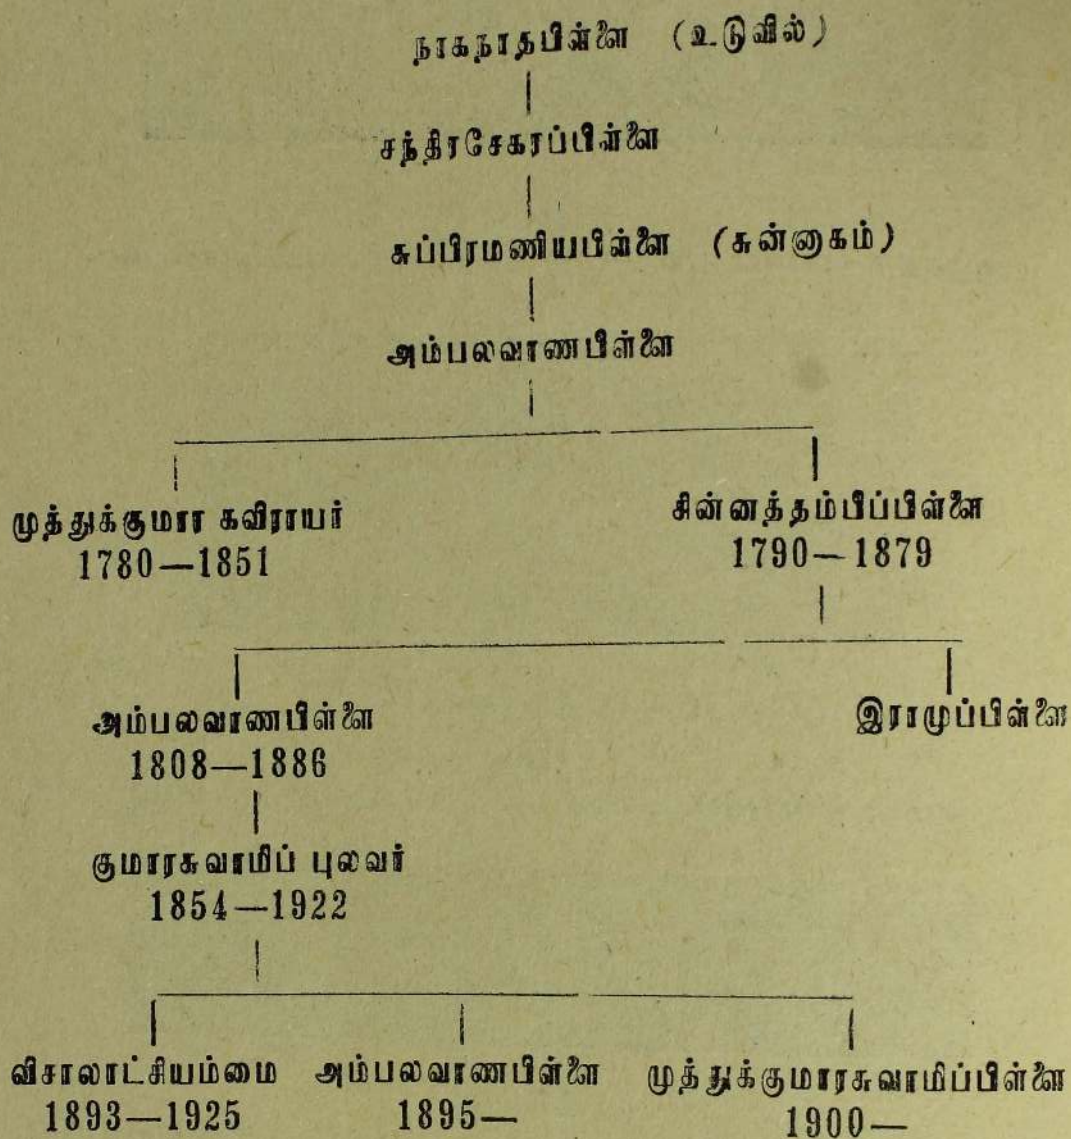 நாகநாதபிள்ளை (உடுவில்)
சந்திரசேகரப்பிள்ளை
சுப்பிரமணியபிள்ளை (சுன்னாகம்)
அம்பலவாணபிள்ளை
முத்துக்குமார கவிராயர் சின்னத்தம்பிப்பிள்ளை
1780—1851 1790—1879
அம்பலவாணபிள்ளை இராமுப்பிள்ளை
1808—1886
குமாரசுவாமிப் புலவர்
1854—1922
விசாலாட்சியம்மை அம்பலவாணபிள்ளை முத்துக்குமாரசுவாமிப்பிள்ளை
1893—1925 1895— 1900—